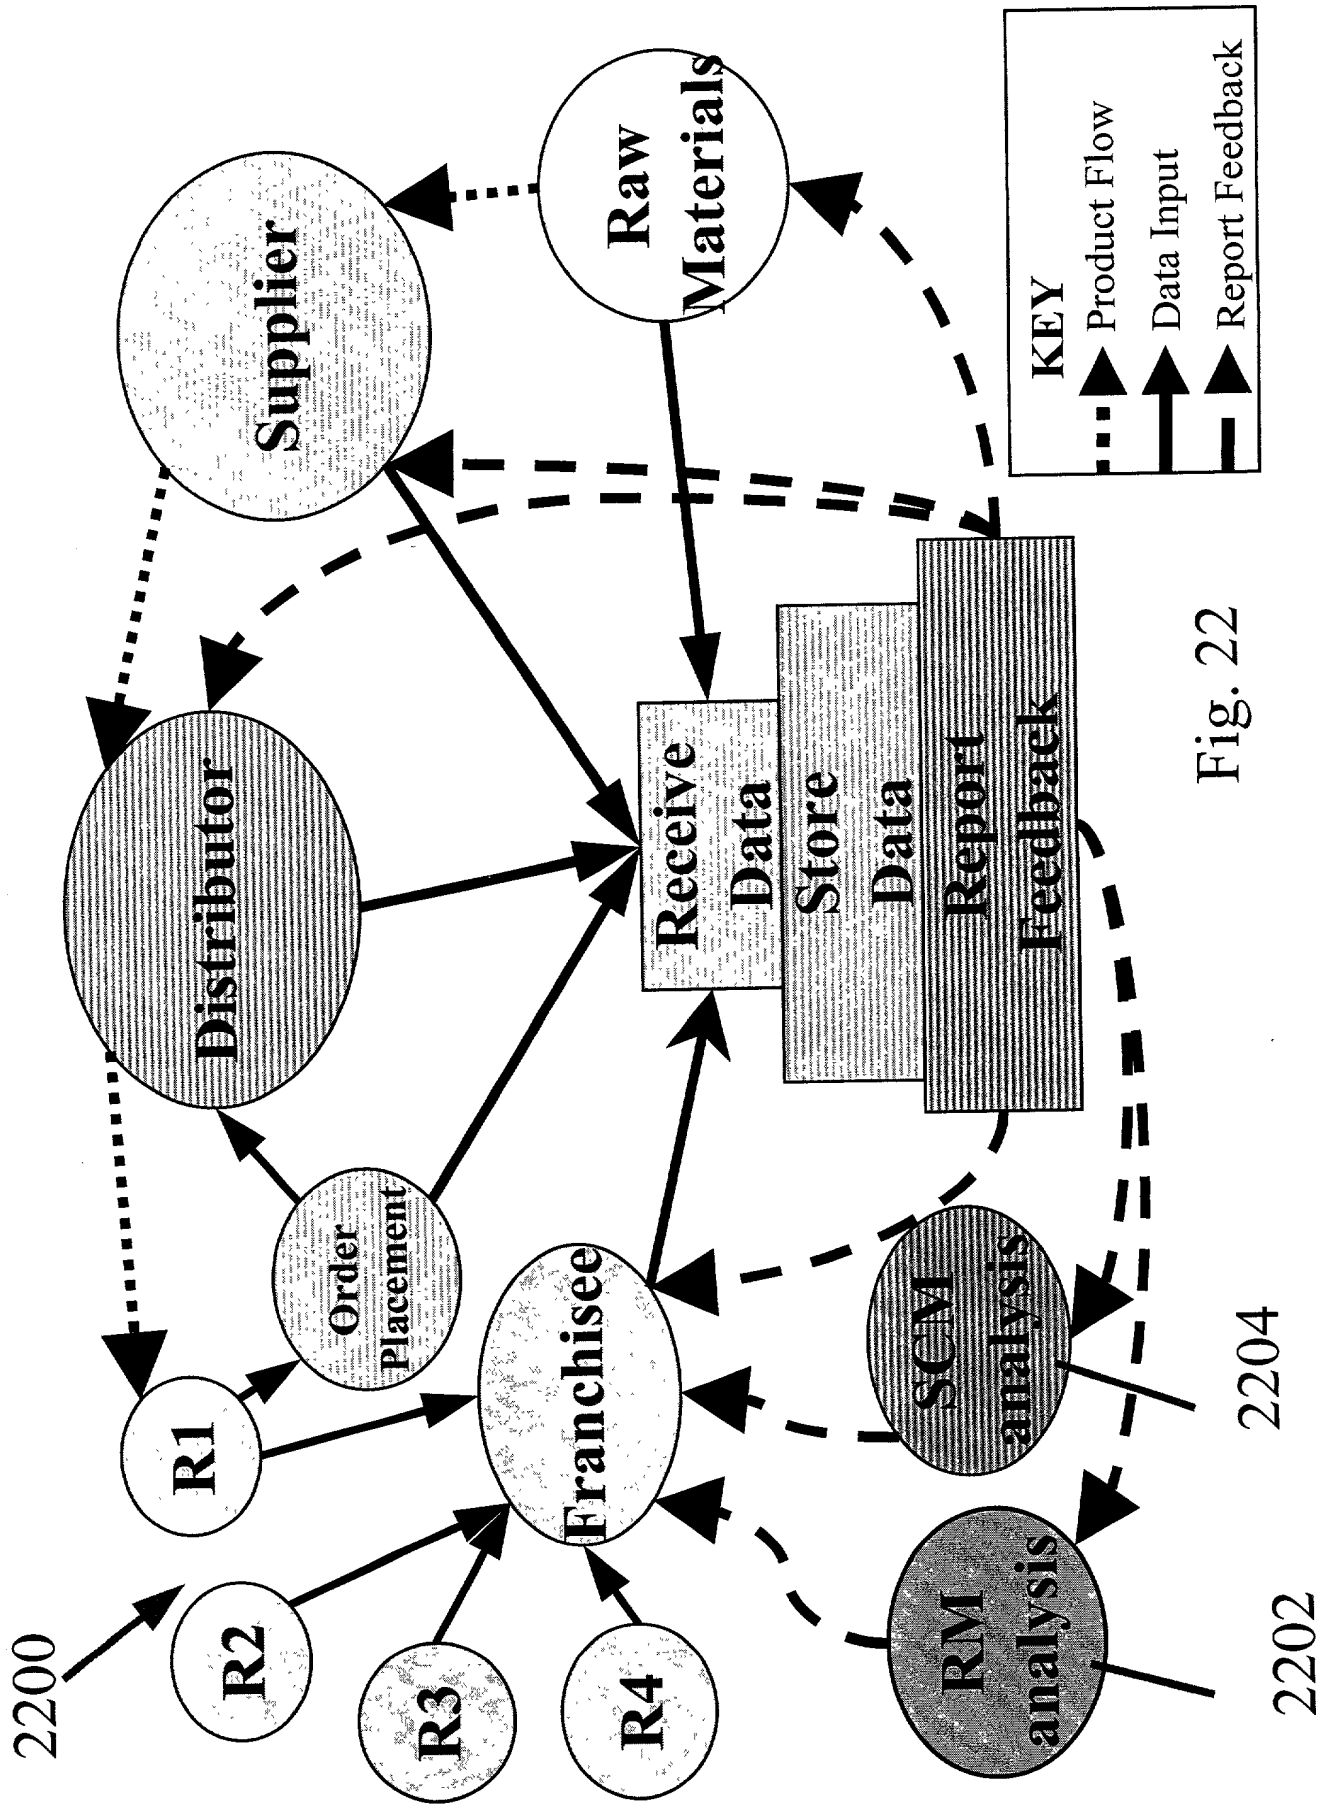 2200
R1
R2
R3
R4
Order
Placement
Distributor
Supplier
Franchisee
Raw
Materials
Receive
Data
Store
Data
Report
Feedback
SCM
analysis
RM
analysis
2202
2204
KEY
Product Flow
Data Input
Report Feedback
Fig. 22